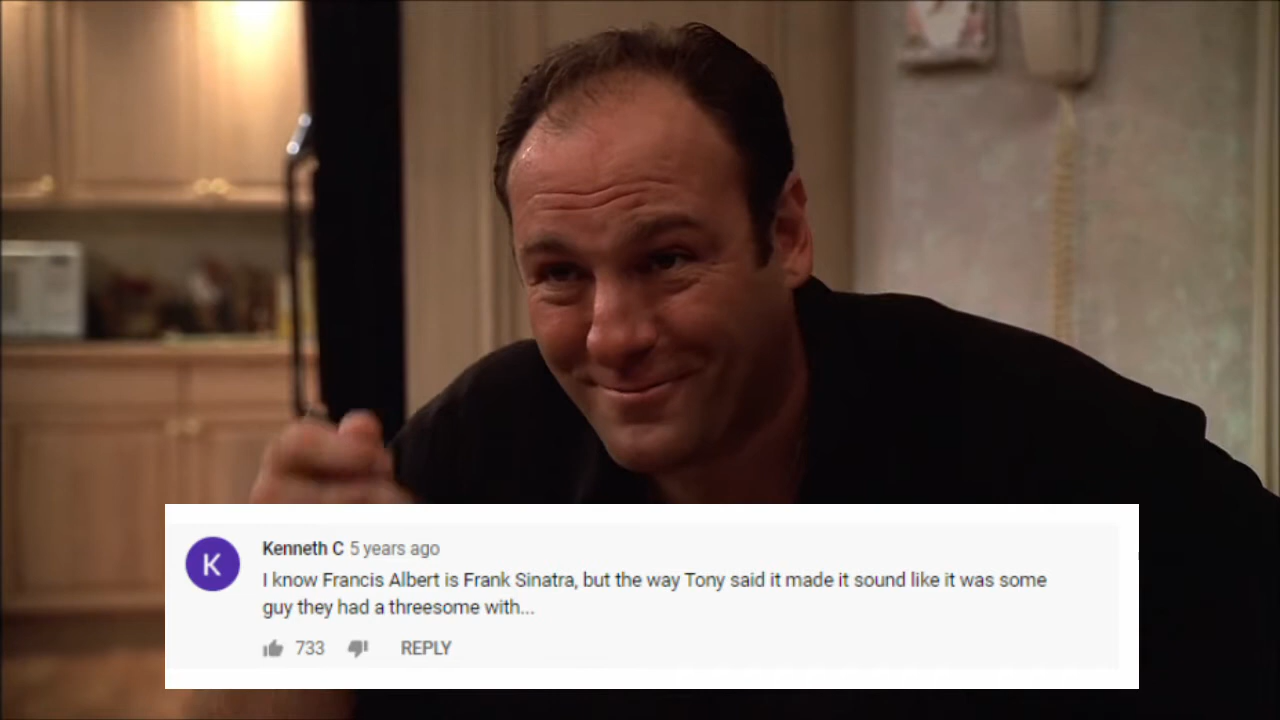 K
Kenneth C 5 years ago
I know Francis Albert is Frank Sinatra, but the way Tony said it made it sound like it was some
guy they had a threesome with...
733 REPLY